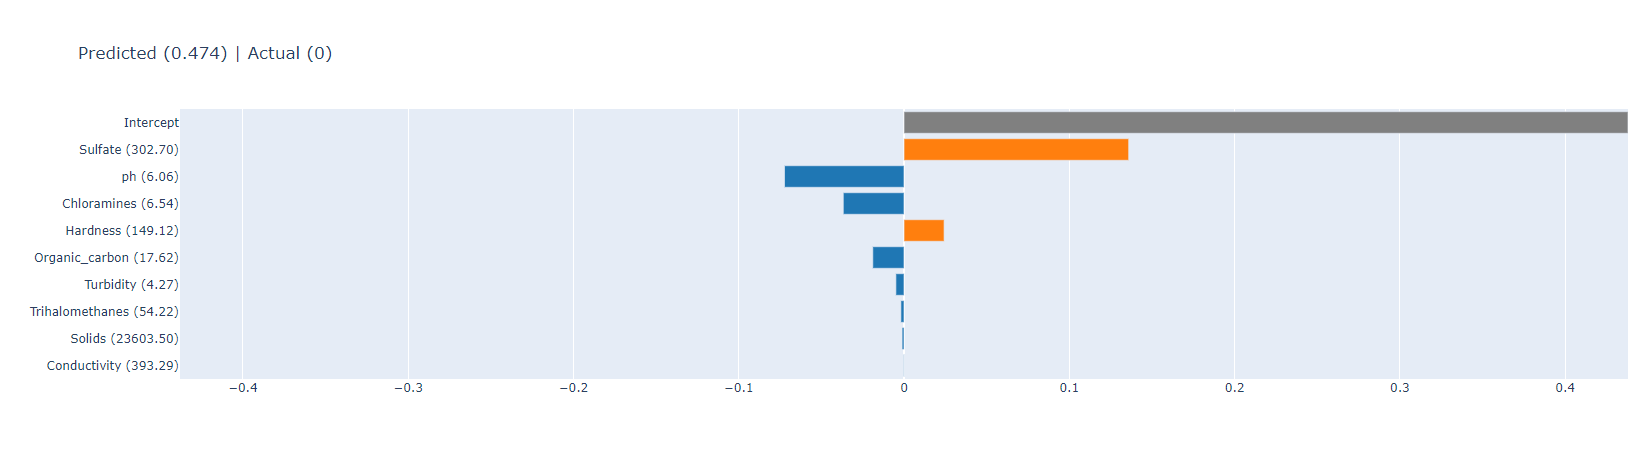 Predicted (0.474) | Actual (0)
Intercept
Sulfate (302.70)
ph (6.06)
Chloramines (6.54)
Hardness (149.12)
Organic_carbon (17.62)
Turbidity (4.27)
Trihalomethanes (54.22)
Solids (23603.50)
Conductivity (393.29)
−0.4 −0.3 −0.2 −0.1 0 0.1 0.2 0.3 0.4